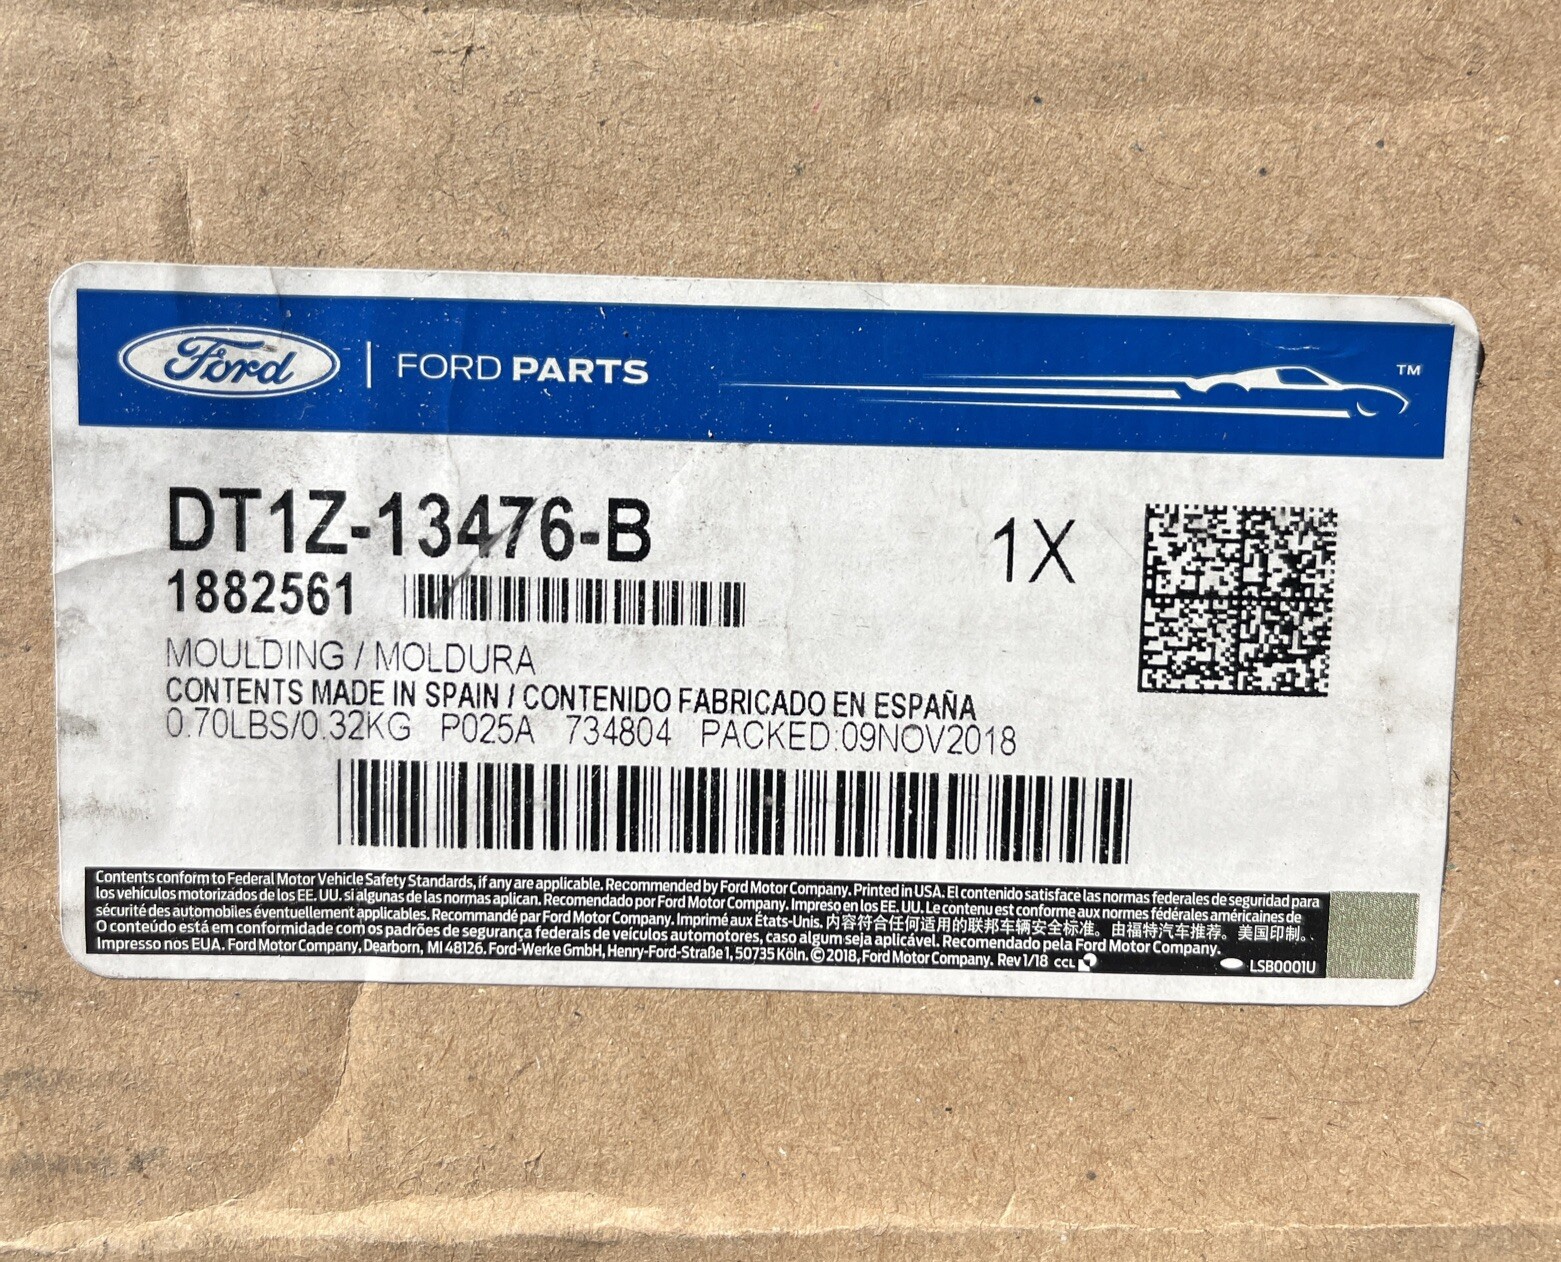 Ford | FORD PARTS TM
DT1Z-13476-B 1X
1882561
MOULDING / MOLDURA
CONTENTS MADE IN SPAIN / CONTENIDO FABRICADO EN ESPAÑA
0.70LBS/0.32KG P025A 734804 PACKED:09NOV2018
Contents conform to Federal Motor Vehicle Safety Standards, if any are applicable. Recommended by Ford Motor Company. Printed in USA. El contenido satisface las normas federales de seguridad para
los vehículos motorizados de los EE. UU. si algunas de las normas aplican. Recomendado por Ford Motor Company. Impreso en los EE. UU. Le contenu est conforme aux normes fédérales américaines de
sécurité des automobiles éventuellement applicables. Recommandé par Ford Motor Company. Imprimé aux États-Unis. 内容符合任何适用的联邦车辆安全标准。由福特汽车推荐。美国印制。
O conteúdo está em conformidade com os padrões de segurança federais de veículos automotores, caso algum seja aplicável. Recomendado pela Ford Motor Company.
Impresso nos EUA. Ford Motor Company, Dearborn, MI 48126. Ford-Werke GmbH, Henry-Ford-Straße 1, 50735 Köln. ©2018, Ford Motor Company. Rev 1/18 CCL LSB0001U